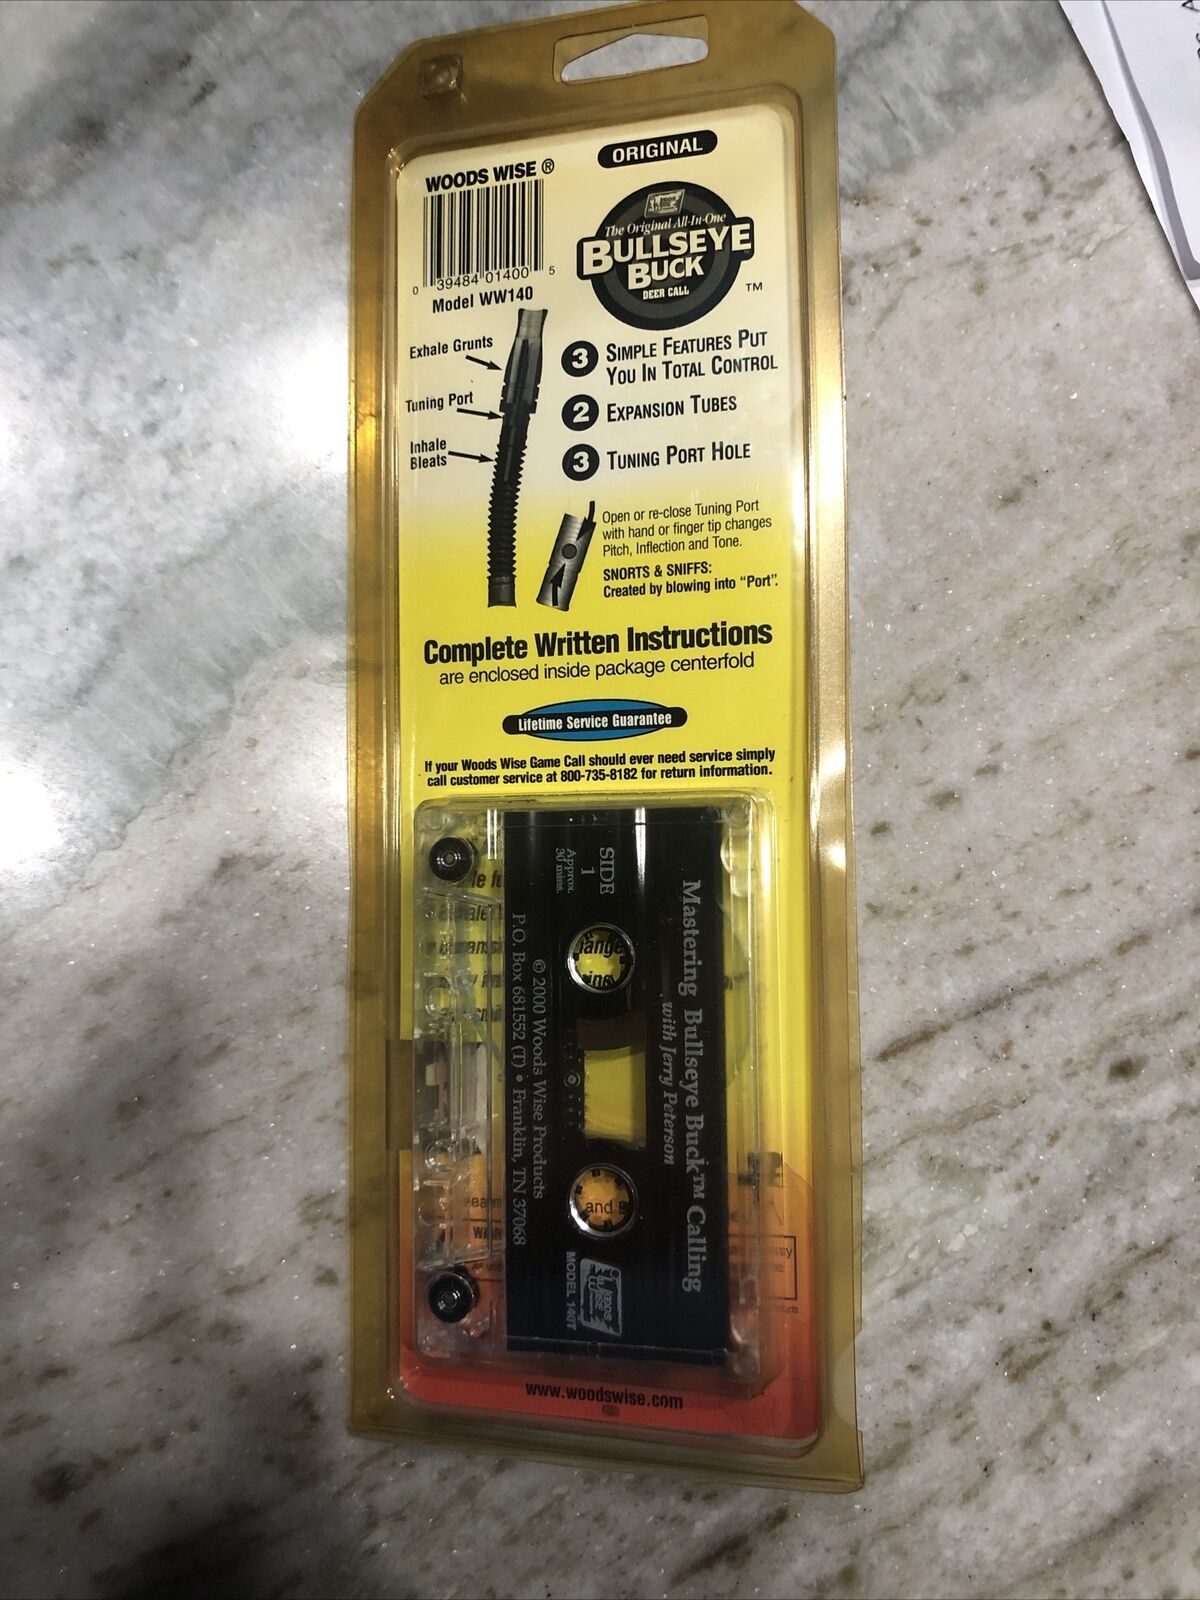 ORIGINAL
WOODS WISE ®
0 39484 01400 5
Model WW140
WOODS WISE
The Original All-In-One
BULLSEYE
BUCK
DEER CALL
TM
Exhale Grunts
Tuning Port
Inhale
Bleats
3 SIMPLE FEATURES PUT
YOU IN TOTAL CONTROL
2 EXPANSION TUBES
3 TUNING PORT HOLE
Open or re-close Tuning Port
with hand or finger tip changes
Pitch, Inflection and Tone.
SNORTS & SNIFFS:
Created by blowing into "Port".
Complete Written Instructions
are enclosed inside package centerfold
Lifetime Service Guarantee
If your Woods Wise Game Call should ever need service simply
call customer service at 800-735-8182 for return information.
Mastering Bullseye Buck™ Calling
with Jerry Peterson
SIDE
1
Approx.
30 mins.
and
WOODS
WISE
MODEL 140T
© 2000 Woods Wise Products
P.O. Box 681552 (T) • Franklin, TN 37068
www.woodswise.com